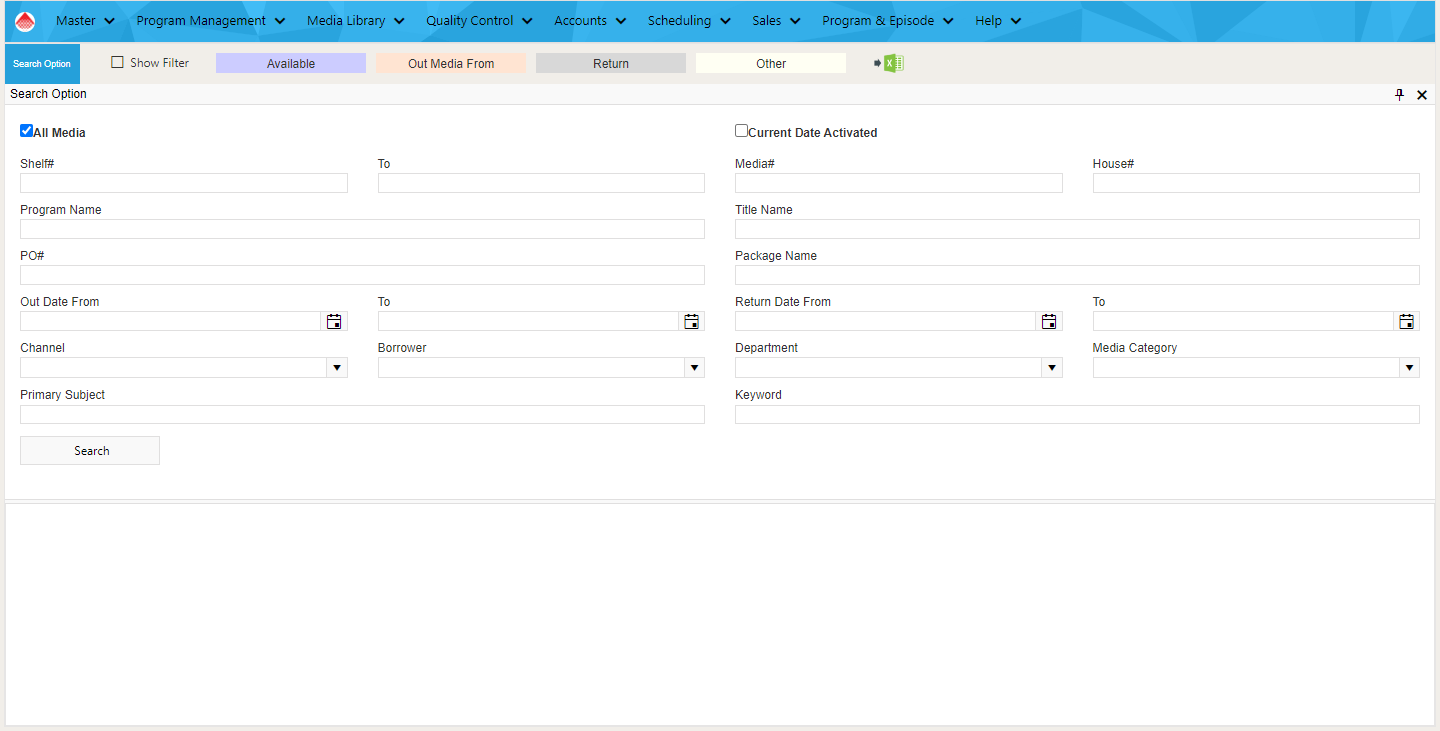 Master Program Management Media Library Quality Control Accounts Scheduling Sales Program & Episode Help
Search Option Show Filter Available Out Media From Return Other
Search Option
All Media Current Date Activated
Shelf# To Media# House#
Program Name Title Name
PO# Package Name
Out Date From To Return Date From To
Channel Borrower Department Media Category
Primary Subject Keyword
Search